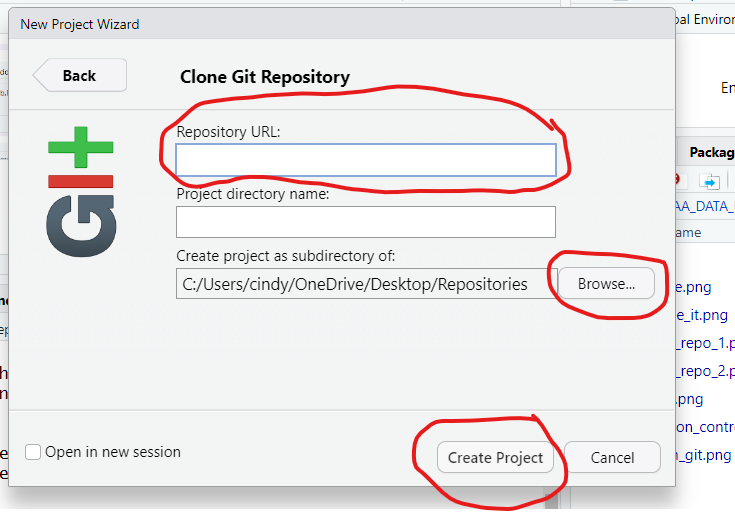 New Project Wizard
Back
Clone Git Repository
GIt
Repository URL:
Project directory name:
Create project as subdirectory of:
C:/Users/cindy/OneDrive/Desktop/Repositories
Browse...
Open in new session
Create Project
Cancel
bal Environ
En
Packag
AA_DATA_
ame
e.png
e_it.png
_repo_1.p
_repo_2.p
.png
on_contr
_git.png